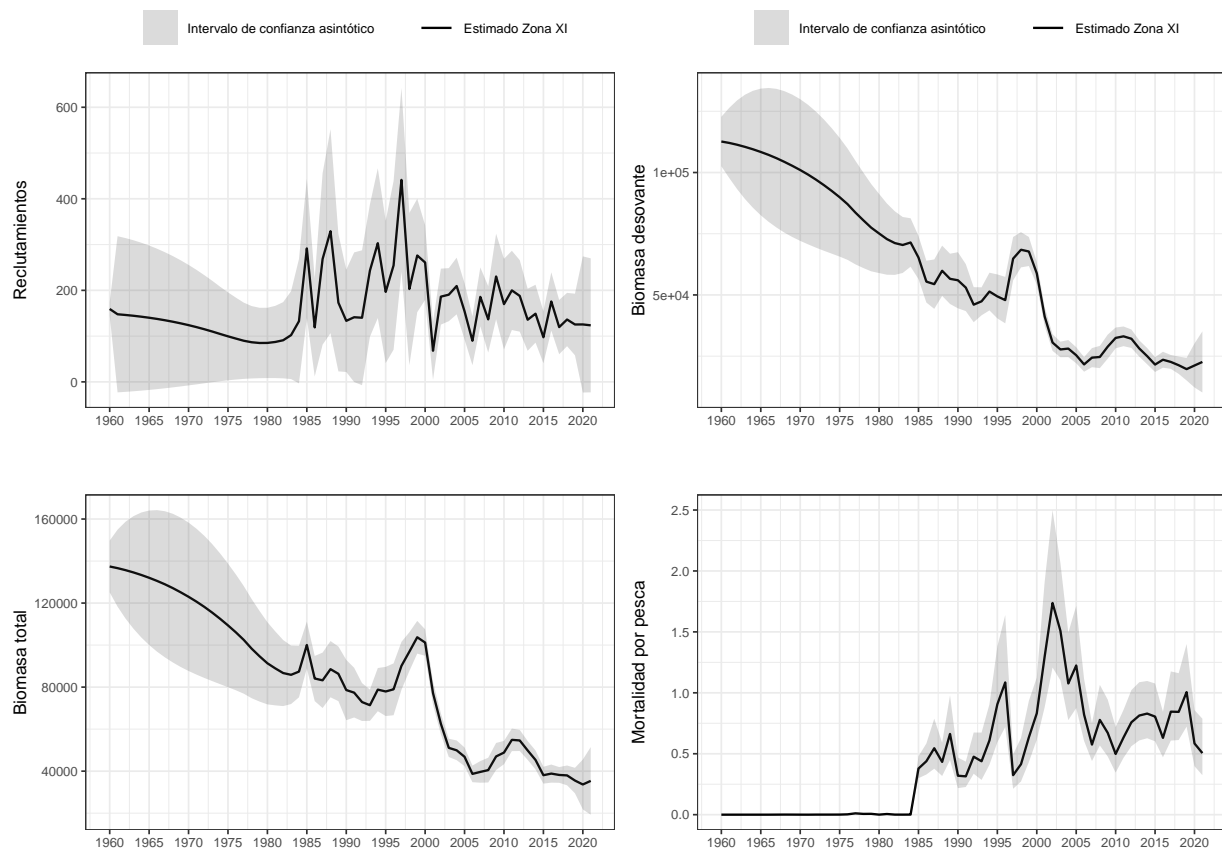 Intervalo de confianza asintótico
Estimado Zona XI
Intervalo de confianza asintótico
Estimado Zona XI
Reclutamientos
600
400
200
0
1960 1965 1970 1975 1980 1985 1990 1995 2000 2005 2010 2015 2020
Biomasa desovante
1e+05
5e+04
1960 1965 1970 1975 1980 1985 1990 1995 2000 2005 2010 2015 2020
Biomasa total
160000
120000
80000
40000
1960 1965 1970 1975 1980 1985 1990 1995 2000 2005 2010 2015 2020
Mortalidad por pesca
2.5
2.0
1.5
1.0
0.5
0.0
1960 1965 1970 1975 1980 1985 1990 1995 2000 2005 2010 2015 2020